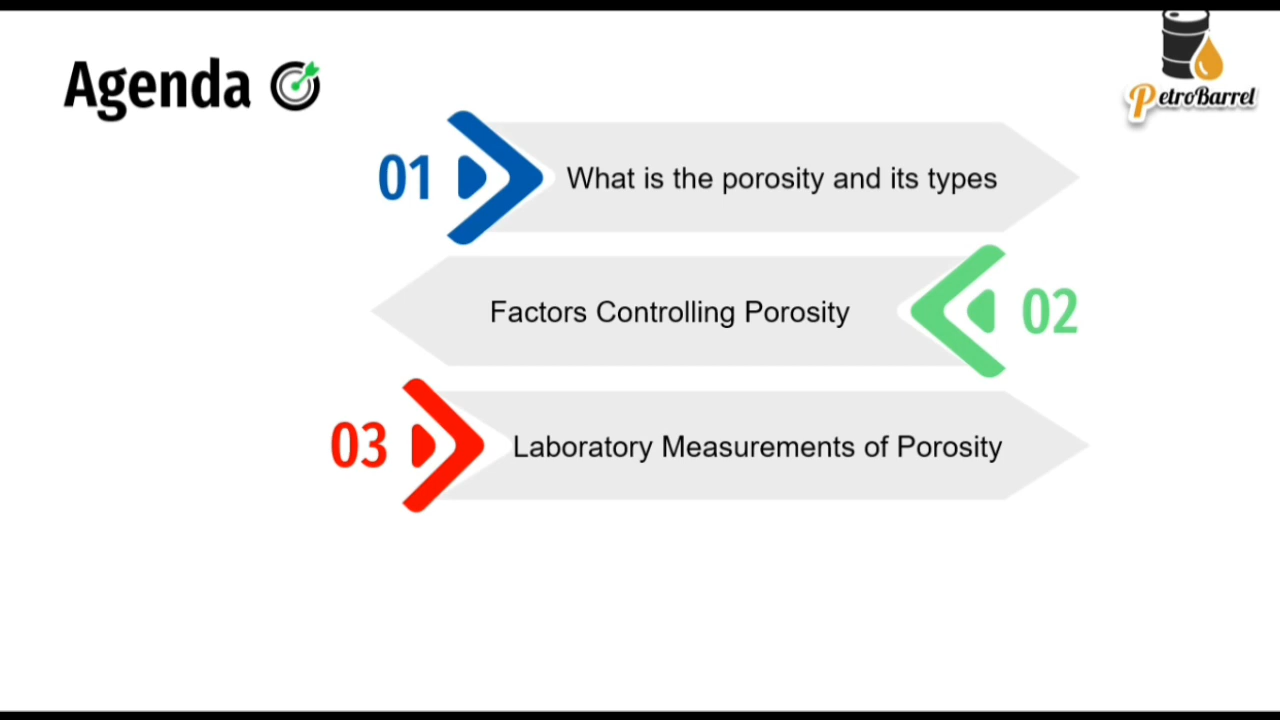 Agenda
PetroBarrel
01 What is the porosity and its types
Factors Controlling Porosity 02
03 Laboratory Measurements of Porosity